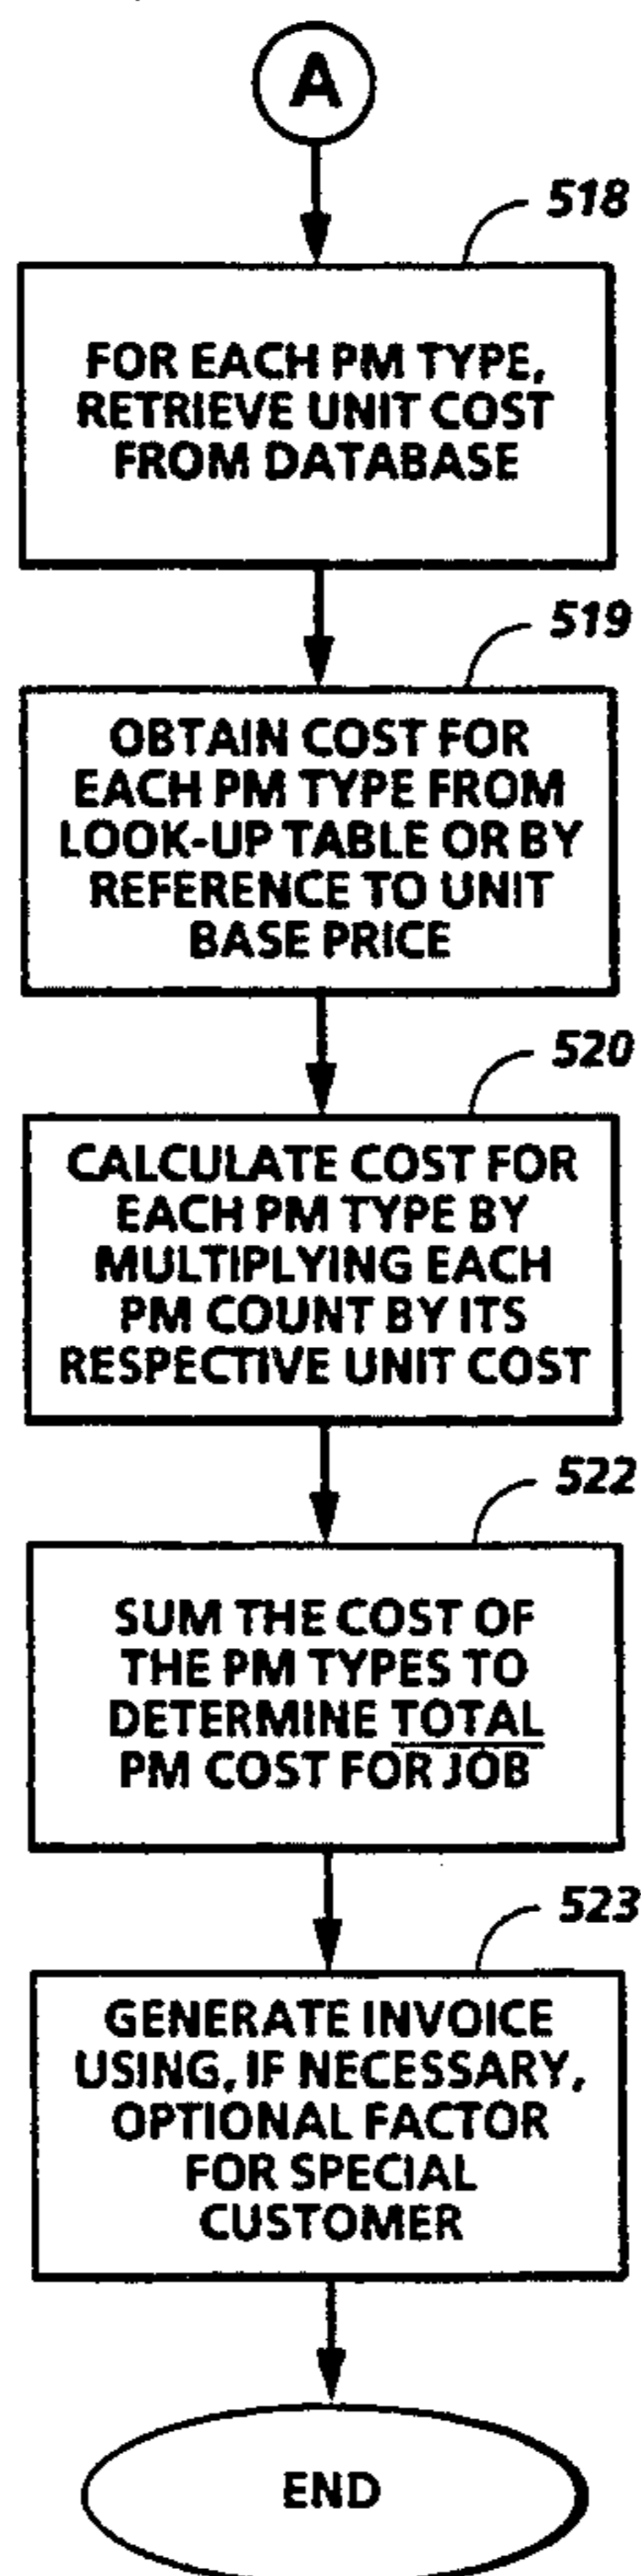 A
518
FOR EACH PM TYPE,
RETRIEVE UNIT COST
FROM DATABASE
519
OBTAIN COST FOR
EACH PM TYPE FROM
LOOK-UP TABLE OR BY
REFERENCE TO UNIT
BASE PRICE
520
CALCULATE COST FOR
EACH PM TYPE BY
MULTIPLYING EACH
PM COUNT BY ITS
RESPECTIVE UNIT COST
522
SUM THE COST OF
THE PM TYPES TO
DETERMINE TOTAL
PM COST FOR JOB
523
GENERATE INVOICE
USING, IF NECESSARY,
OPTIONAL FACTOR
FOR SPECIAL
CUSTOMER
END